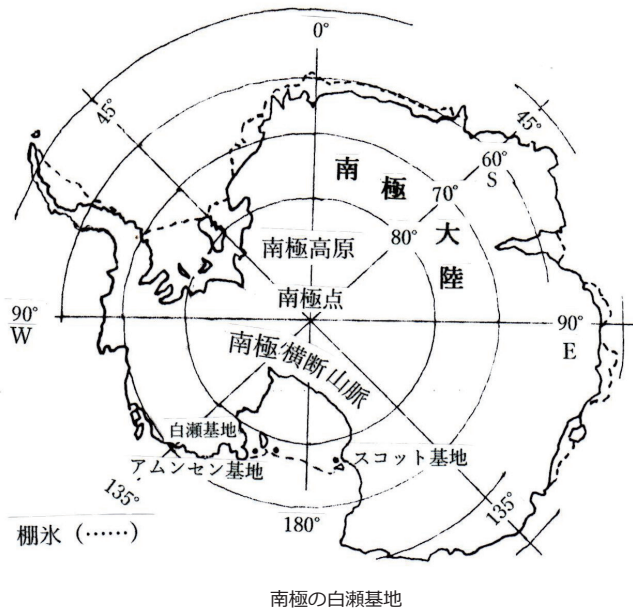 0°
45°
45°
60°
S
南極
70°
大陸
80°
南極高原
南極点
90°
W
90°
E
南極横断山脈
白瀬基地
アムンセン基地
スコット基地
135°
135°
180°
棚氷（……）
南極の白瀬基地